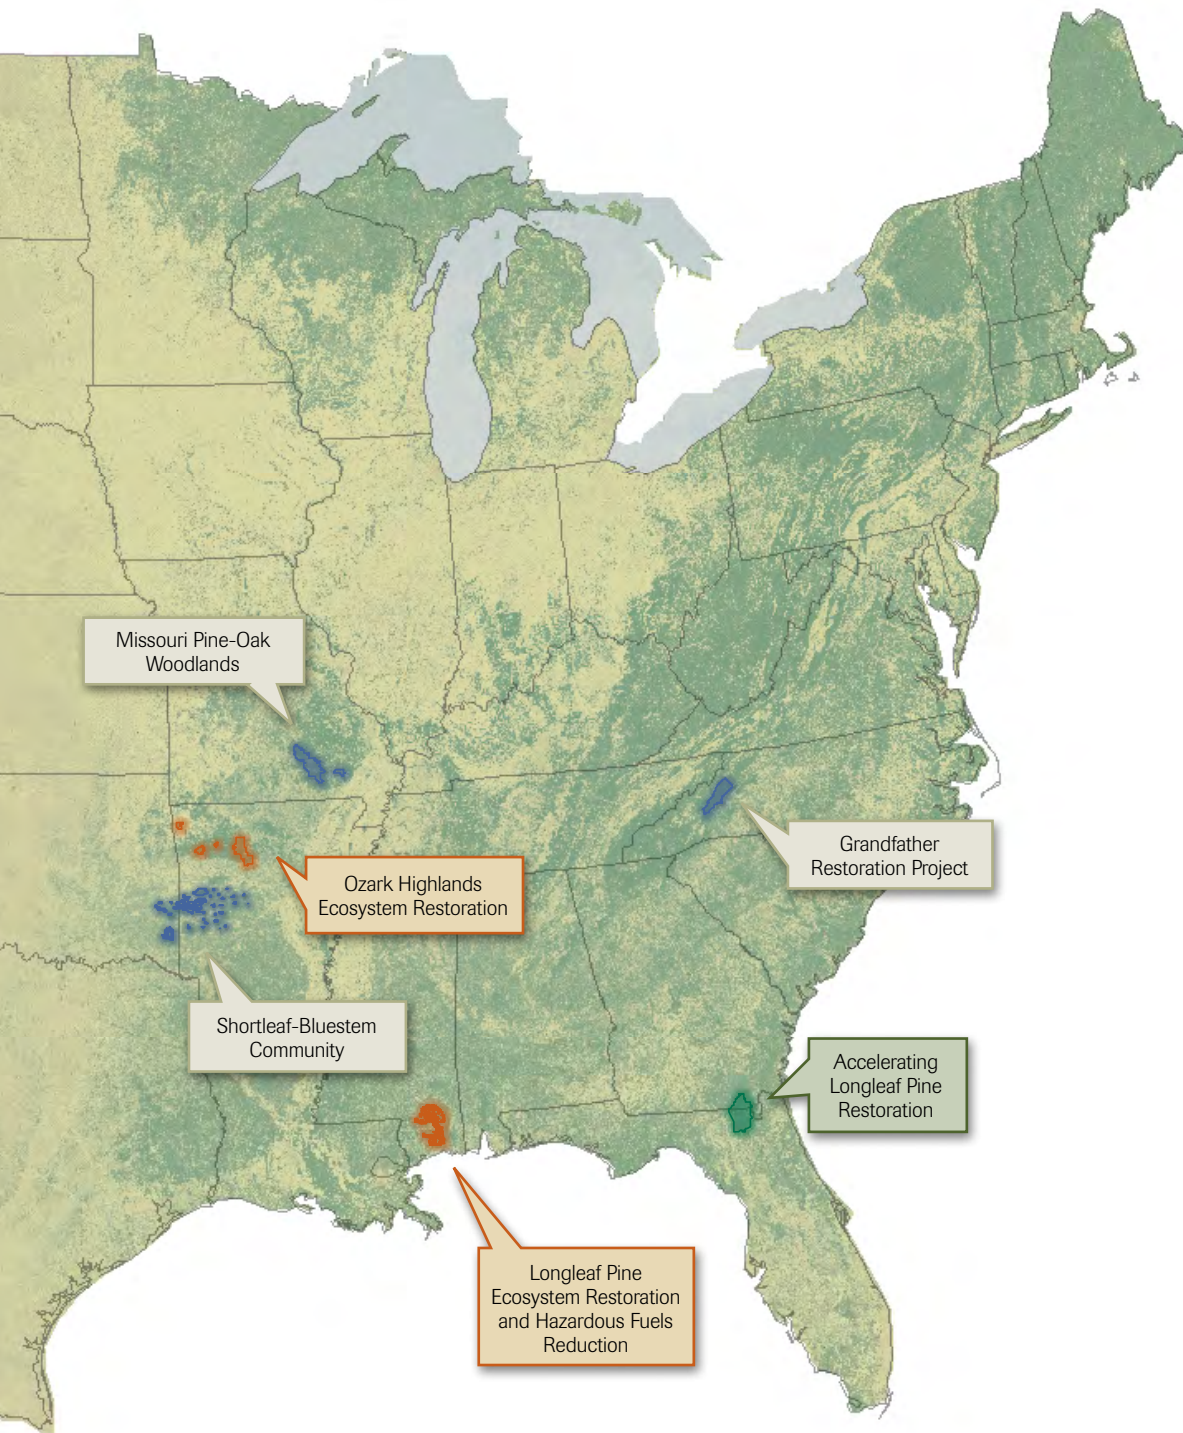 Missouri Pine-Oak
Woodlands
Grandfather
Restoration Project
Ozark Highlands
Ecosystem Restoration
Shortleaf-Bluestem
Community
Accelerating
Longleaf Pine
Restoration
Longleaf Pine
Ecosystem Restoration
and Hazardous Fuels
Reduction